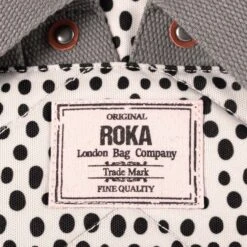 ORIGINAL
ROKA
London Bag Company
Trade Mark
FINE QUALITY